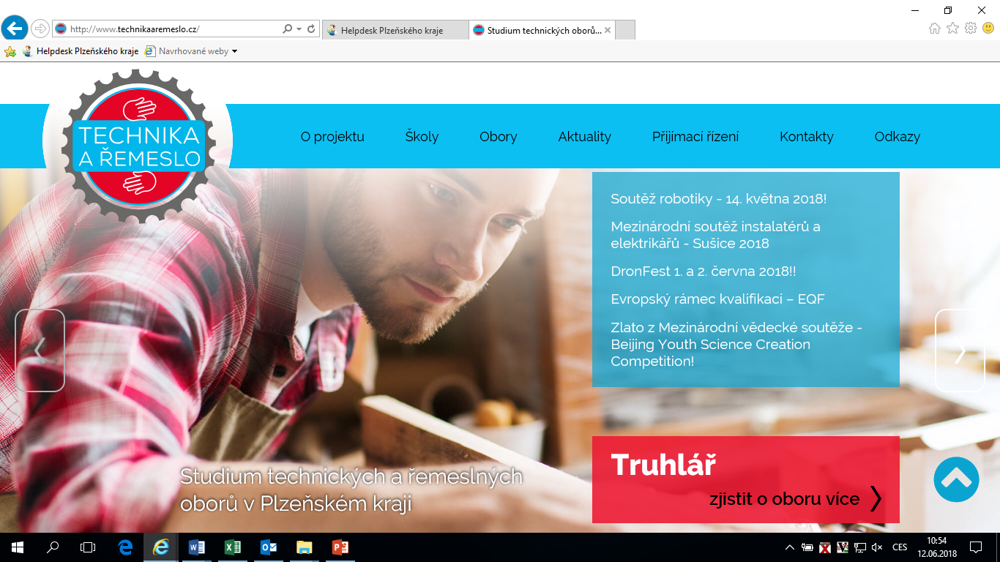 http://www.technikaaremeslo.cz/
Helpdesk Plzeňského kraje
Studium technických oborů...
Helpdesk Plzeňského kraje
Navrhované weby
TECHNIKA
A ŘEMESLO
O projektu
Školy
Obory
Aktuality
Přijímací řízení
Kontakty
Odkazy
Soutěž robotiky - 14. května 2018!
Mezinárodní soutěž instalatérů a
elektrikářů - Sušice 2018
DronFest 1. a 2. června 2018!!
Evropský rámec kvalifikací – EQF
Zlato z Mezinárodní vědecké soutěže -
Beijing Youth Science Creation
Competition!
Studium technických a řemeslných
oborů v Plzeňském kraji
Truhlář
zjistit o oboru více
CES
10:54
12.06.2018